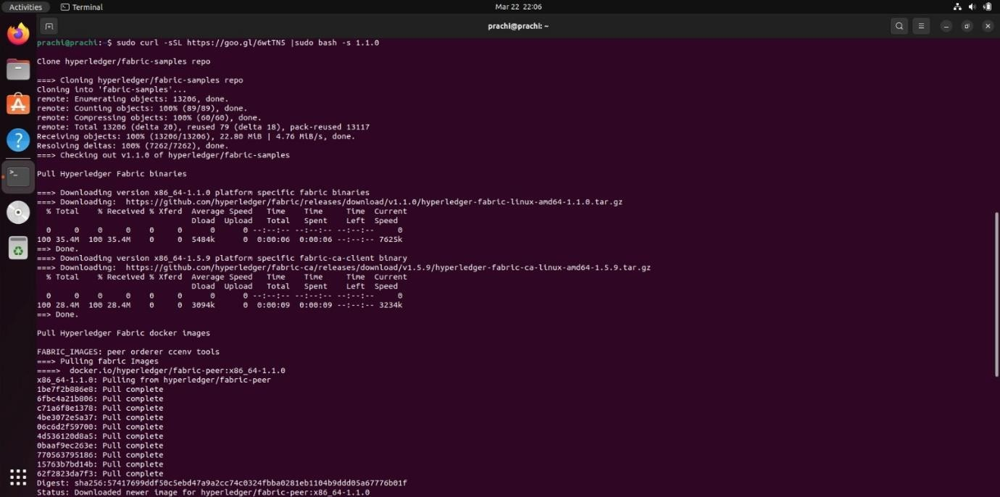 Activities
Terminal
Mar 22 22:06
prachi@prachi: ~
prachi@prachi:~$ sudo curl -sSL https://goo.gl/6wtTN5 |sudo bash -s 1.1.0
Clone hyperledger/fabric-samples repo
===> Cloning hyperledger/fabric-samples repo
Cloning into 'fabric-samples'...
remote: Enumerating objects: 13206, done.
remote: Counting objects: 100% (89/89), done.
remote: Compressing objects: 100% (60/60), done.
remote: Total 13206 (delta 20), reused 79 (delta 18), pack-reused 13117
Receiving objects: 100% (13206/13206), 22.80 MiB | 4.76 MiB/s, done.
Resolving deltas: 100% (7262/7262), done.
===> Checking out v1.1.0 of hyperledger/fabric-samples
Pull Hyperledger Fabric binaries
===> Downloading version x86_64-1.1.0 platform specific fabric binaries
===> Downloading:  https://github.com/hyperledger/fabric/releases/download/v1.1.0/hyperledger-fabric-linux-amd64-1.1.0.tar.gz
  % Total    % Received % Xferd  Average Speed   Time    Time     Time  Current
                                 Dload  Upload   Total   Spent    Left  Speed
  0     0    0     0    0     0      0      0 --:--:-- --:--:-- --:--:--     0
100 35.4M  100 35.4M    0     0  5484k      0  0:00:06  0:00:06 --:--:-- 7625k
==> Done.
===> Downloading version x86_64-1.5.9 platform specific fabric-ca-client binary
===> Downloading:  https://github.com/hyperledger/fabric-ca/releases/download/v1.5.9/hyperledger-fabric-ca-linux-amd64-1.5.9.tar.gz
  % Total    % Received % Xferd  Average Speed   Time    Time     Time  Current
                                 Dload  Upload   Total   Spent    Left  Speed
  0     0    0     0    0     0      0      0 --:--:-- --:--:-- --:--:--     0
100 28.4M  100 28.4M    0     0  3094k      0  0:00:09  0:00:09 --:--:-- 3234k
==> Done.
Pull Hyperledger Fabric docker images
FABRIC_IMAGES: peer orderer ccenv tools
===> Pulling fabric Images
====>  docker.io/hyperledger/fabric-peer:x86_64-1.1.0
x86_64-1.1.0: Pulling from hyperledger/fabric-peer
1be7f2b886e8: Pull complete
6fbc4a21b806: Pull complete
c71a6f8e1378: Pull complete
4be3072e5a37: Pull complete
06c6d2f59700: Pull complete
4d536120d8a5: Pull complete
0baaf9ec263e: Pull complete
770563795186: Pull complete
15763b7bd14b: Pull complete
62f2823da7f3: Pull complete
Digest: sha256:57417699ddf50c5ebd47a9a2cc74c0324fbba0281eb1104b9ddd05a67776b01f
Status: Downloaded newer image for hyperledger/fabric-peer:x86_64-1.1.0